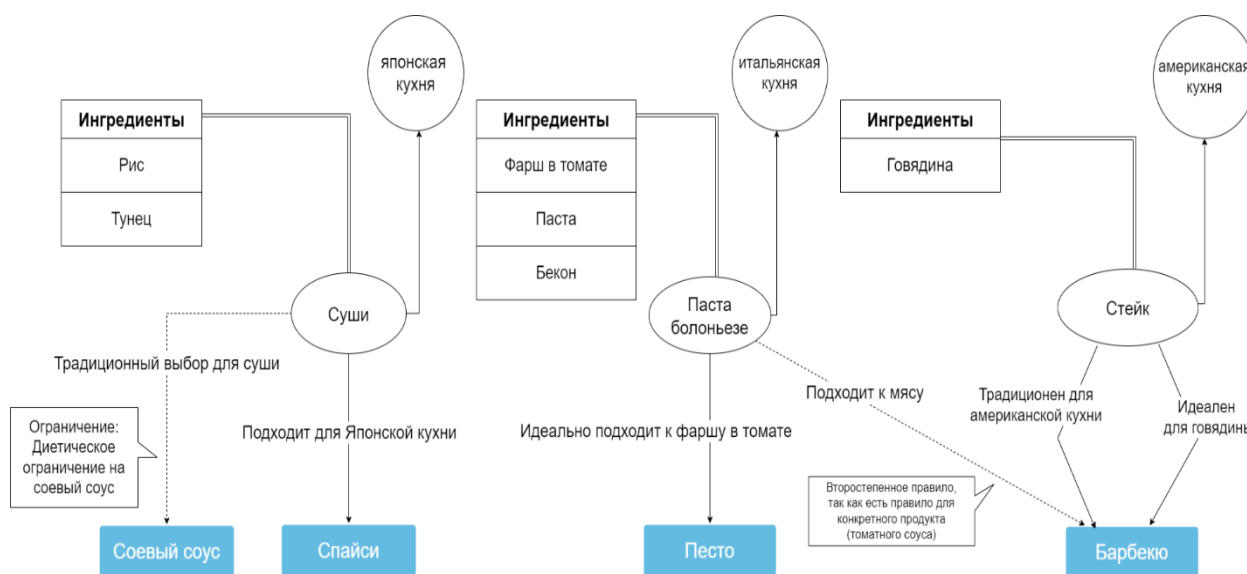 японская
кухня
итальянская
кухня
американская
кухня
Ингредиенты
Рис
Тунец
Ингредиенты
Фарш в томате
Паста
Бекон
Ингредиенты
Говядина
Суши
Паста
болоньезе
Стейк
Традиционный выбор для суши
Ограничение:
Диетическое
ограничение на
соевый соус
Подходит для Японской кухни
Идеально подходит к фаршу в томате
Подходит к мясу
Традиционен для
американской кухни
Идеален
для говядины
Второстепенное правило,
так как есть правило для
конкретного продукта
(томатного соуса)
Соевый соус
Спайси
Песто
Барбекю